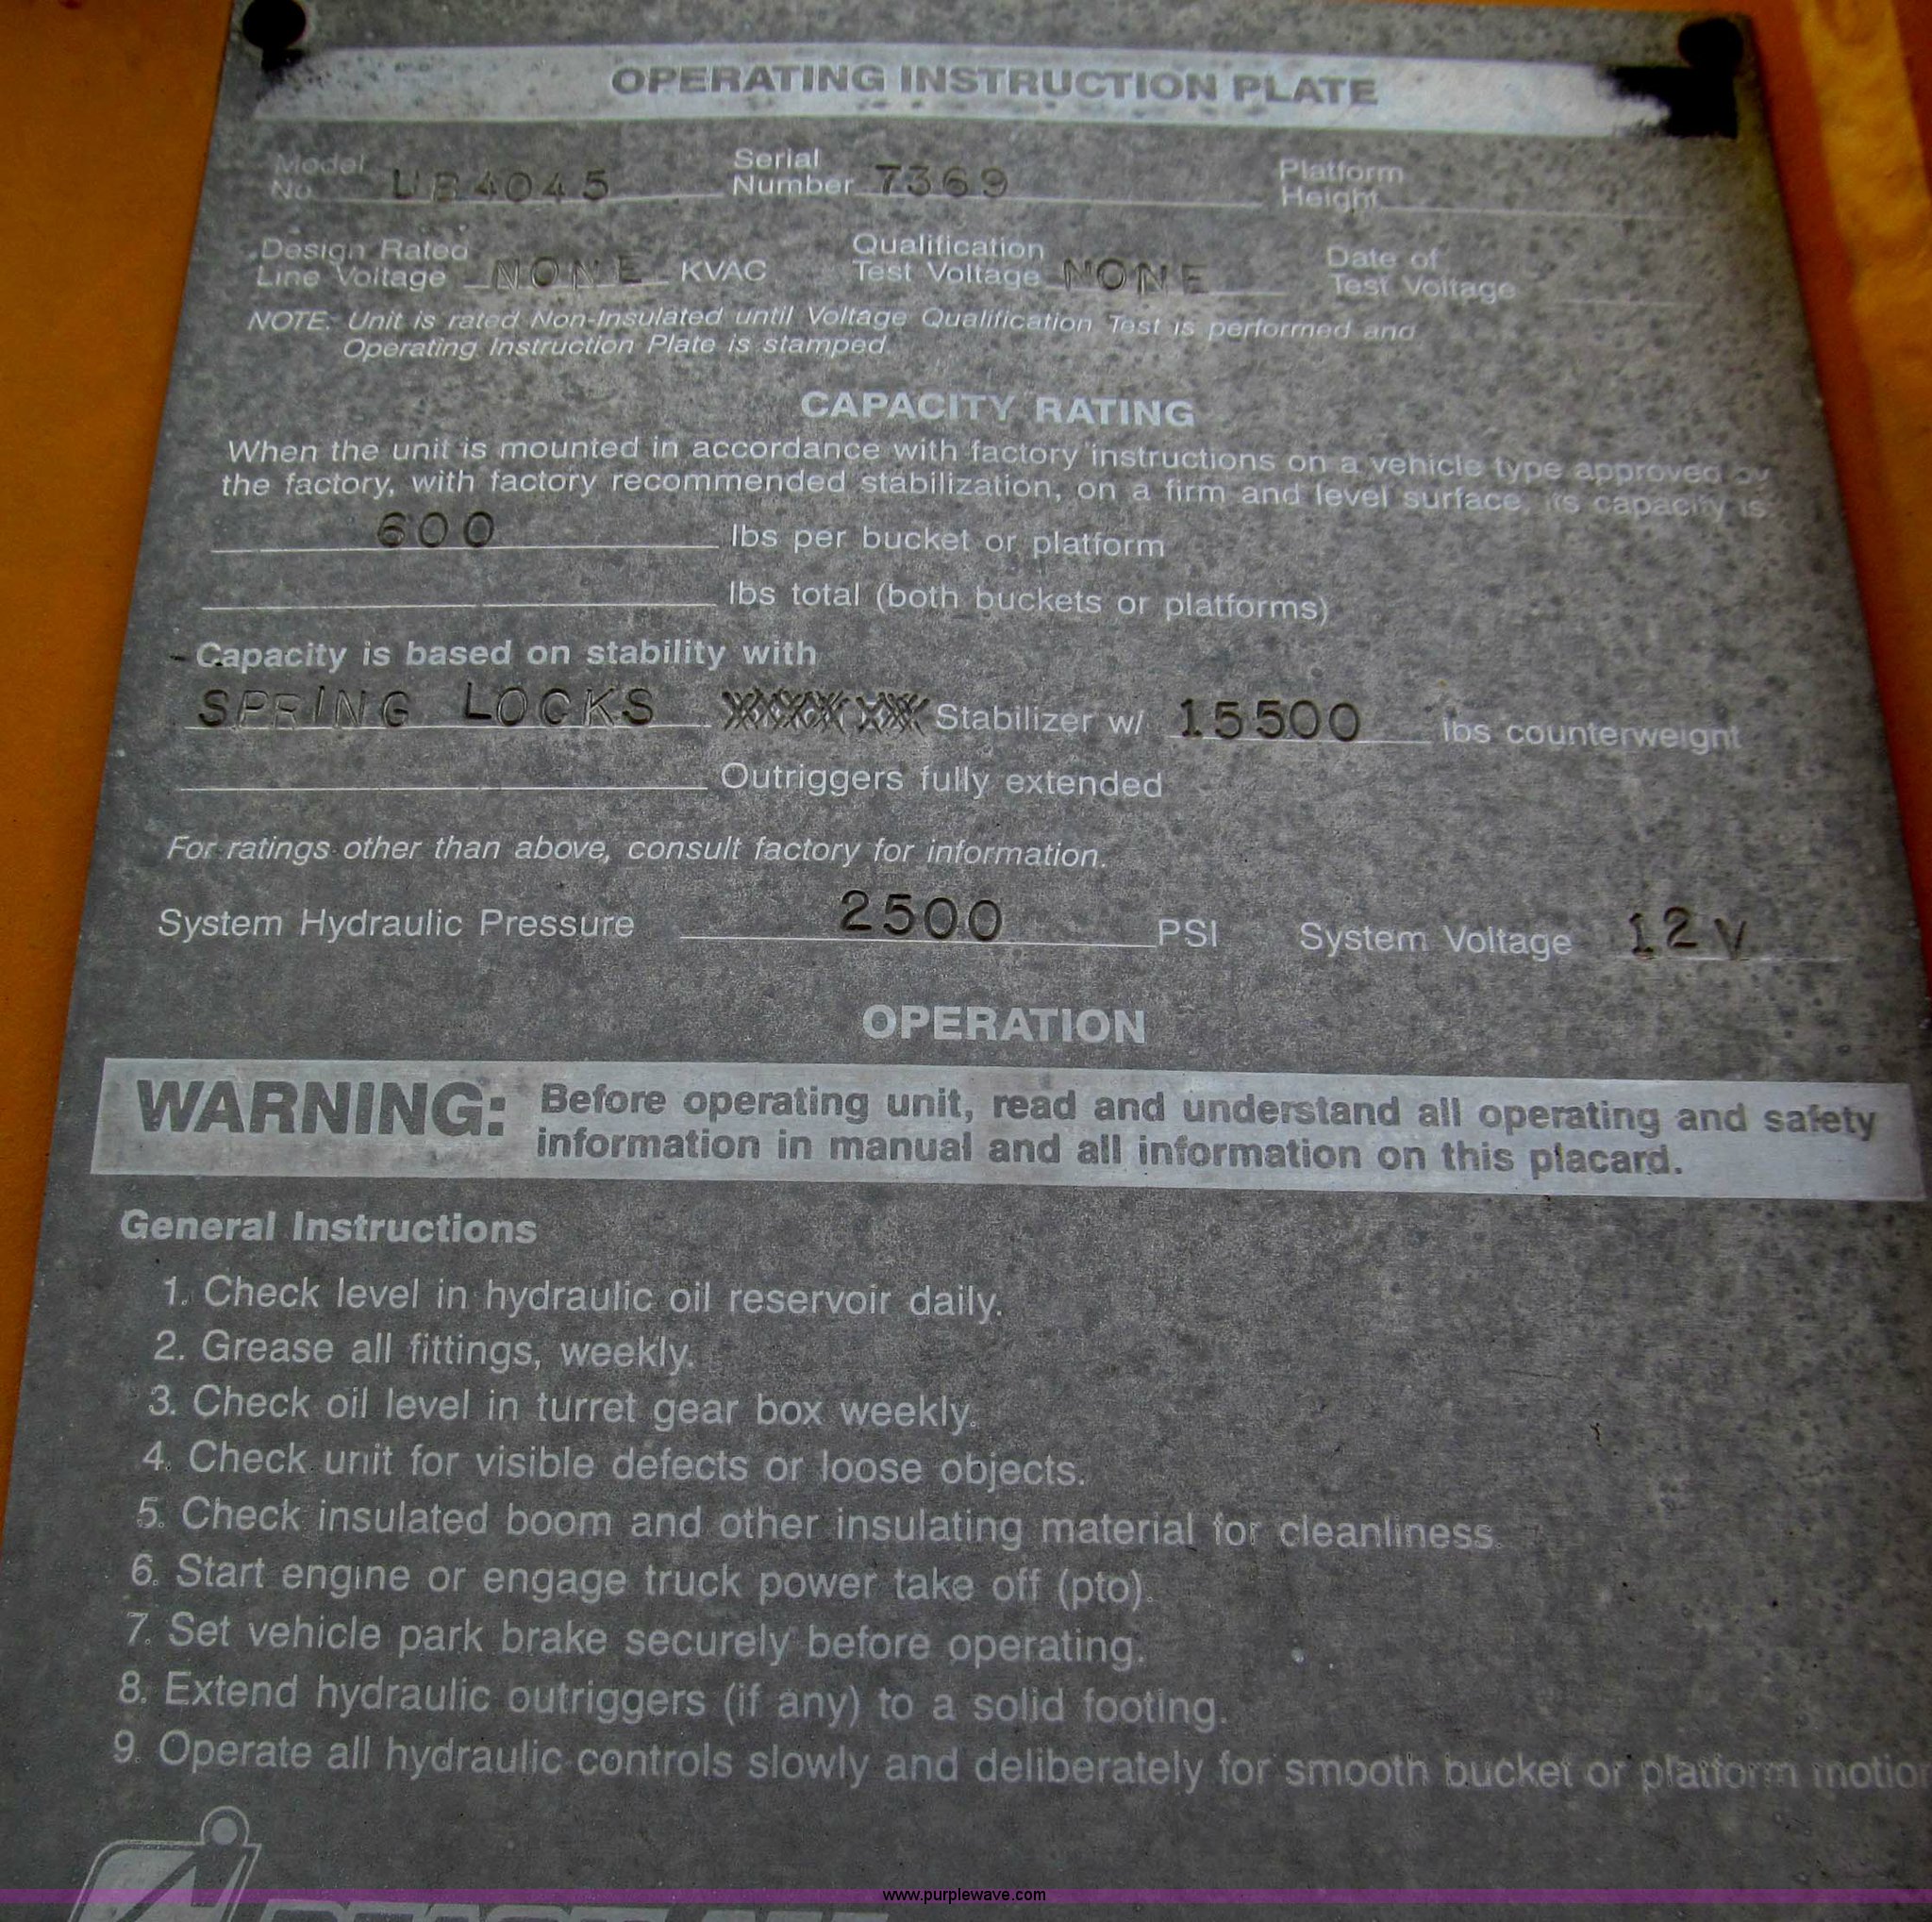 OPERATING INSTRUCTION PLATE
Model No. UB4045 Serial Number 7369 Platform Height
Design Rated Line Voltage NONE KVAC Qualification Test Voltage NONE Date of Test Voltage
NOTE: Unit is rated Non-Insulated until Voltage Qualification Test is performed and
Operating Instruction Plate is stamped.
CAPACITY RATING
When the unit is mounted in accordance with factory instructions on a vehicle type approved by
the factory, with factory recommended stabilization, on a firm and level surface, its capacity is:
600 lbs per bucket or platform
lbs total (both buckets or platforms)
Capacity is based on stability with
SPRING LOCKS XXXXXX Stabilizer w/ 15500 lbs counterweight
Outriggers fully extended
For ratings other than above, consult factory for information.
System Hydraulic Pressure 2500 PSI System Voltage 12V
OPERATION
WARNING: Before operating unit, read and understand all operating and safety
information in manual and all information on this placard.
General Instructions
1. Check level in hydraulic oil reservoir daily.
2. Grease all fittings, weekly.
3. Check oil level in turret gear box weekly.
4. Check unit for visible defects or loose objects.
5. Check insulated boom and other insulating material for cleanliness.
6. Start engine or engage truck power take off (pto).
7. Set vehicle park brake securely before operating.
8. Extend hydraulic outriggers (if any) to a solid footing.
9. Operate all hydraulic controls slowly and deliberately for smooth bucket or platform motion
www.purplewave.com